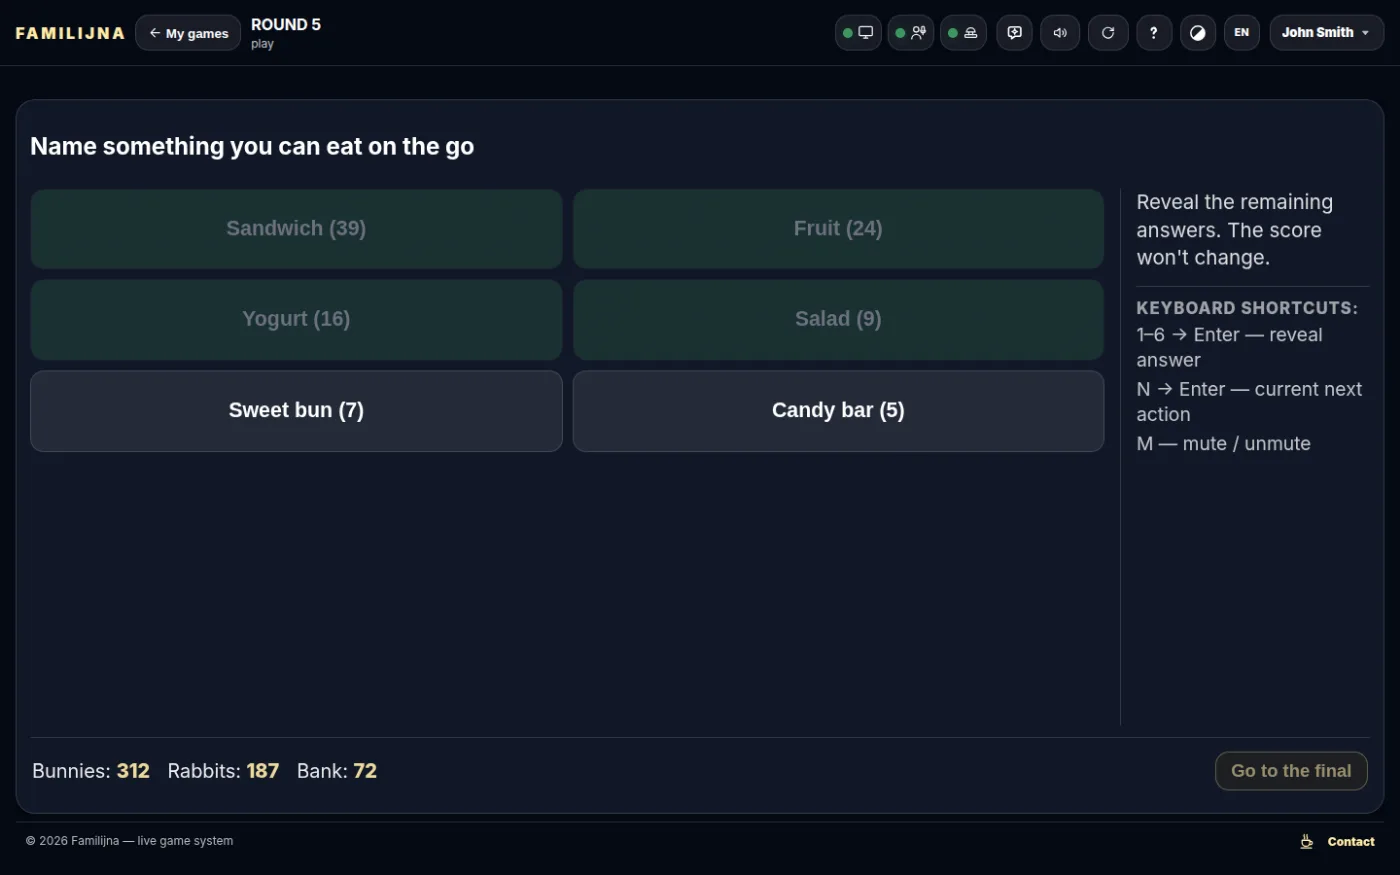 FAMILIJNA
← My games
ROUND 5
play
?
EN
John Smith
Name something you can eat on the go
Sandwich (39)
Fruit (24)
Yogurt (16)
Salad (9)
Sweet bun (7)
Candy bar (5)
Reveal the remaining
answers. The score
won't change.
KEYBOARD SHORTCUTS:
1–6 → Enter — reveal
answer
N → Enter — current next
action
M — mute / unmute
Bunnies: 312 Rabbits: 187 Bank: 72
Go to the final
© 2026 Familijna — live game system
Contact